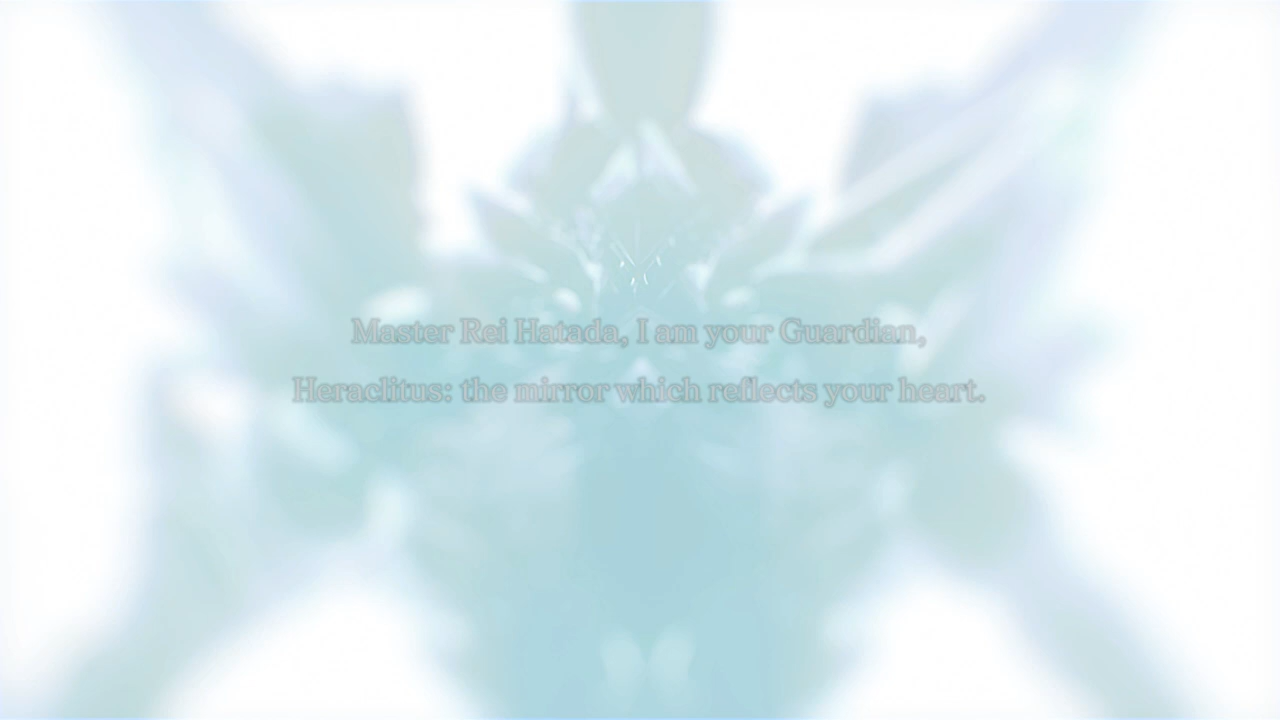 Master Rei Hatada, I am your Guardian,
Heraclitus: the mirror which reflects your heart.